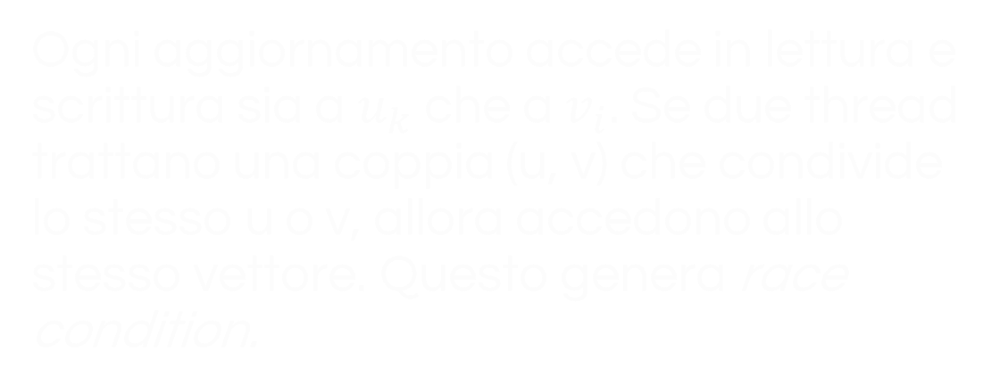 Ogni aggiornamento accede in lettura e
scrittura sia a u_k che a v_i. Se due thread
trattano una coppia (u, v) che condivide
lo stesso u o v, allora accedono allo
stesso vettore. Questo genera race
condition.